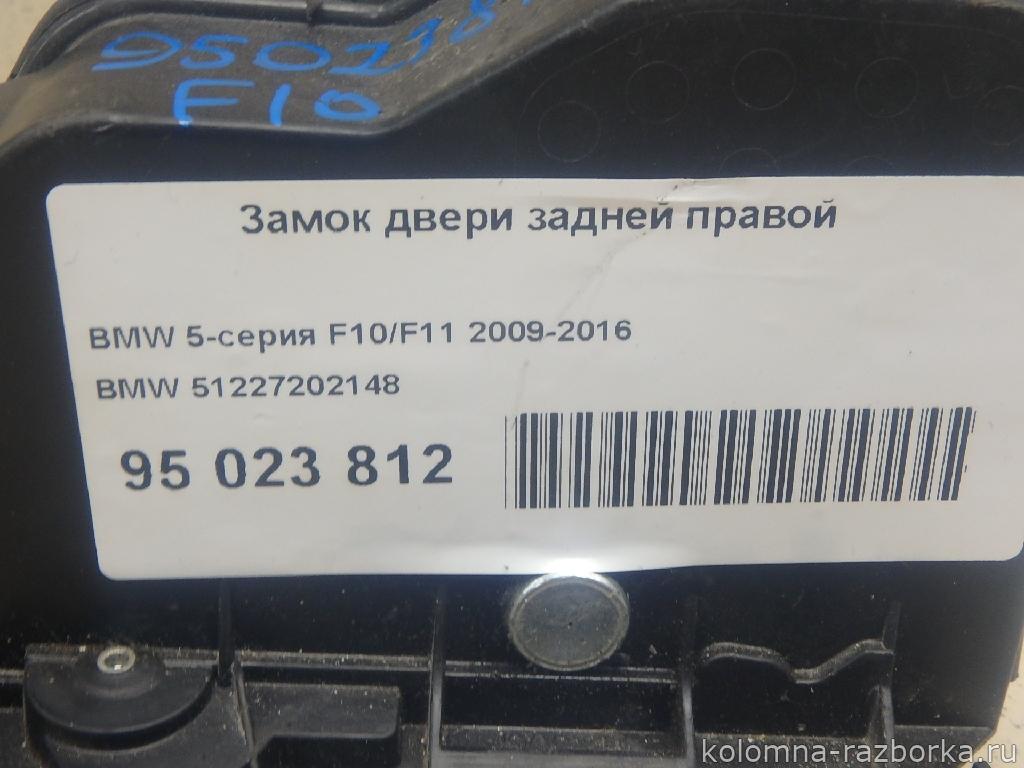 F10
Замок двери задней правой
BMW 5-серия F10/F11 2009-2016
BMW 51227202148
95 023 812
kolomna-razborka.ru